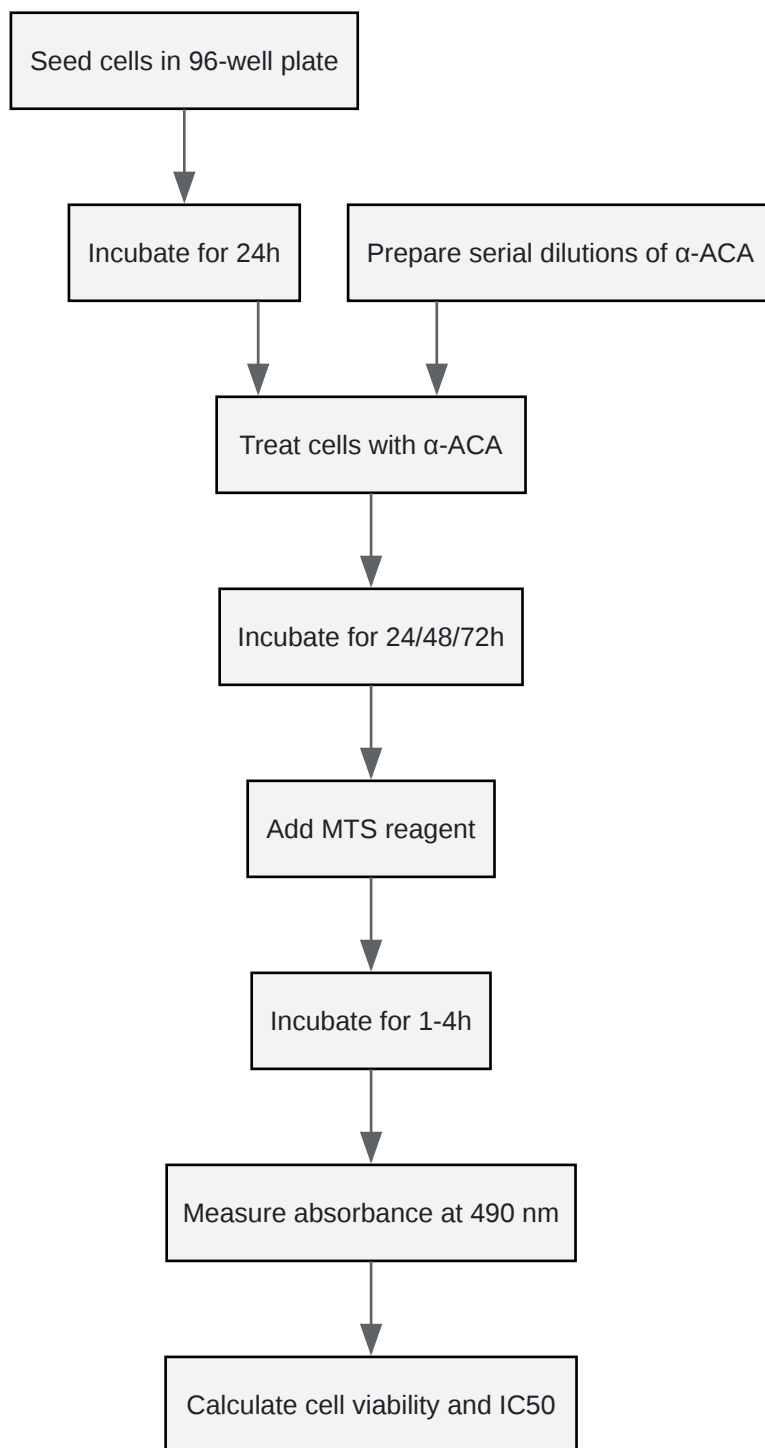 Seed cells in 96-well plate
Incubate for 24h
Prepare serial dilutions of α-ACA
Treat cells with α-ACA
Incubate for 24/48/72h
Add MTS reagent
Incubate for 1-4h
Measure absorbance at 490 nm
Calculate cell viability and IC50